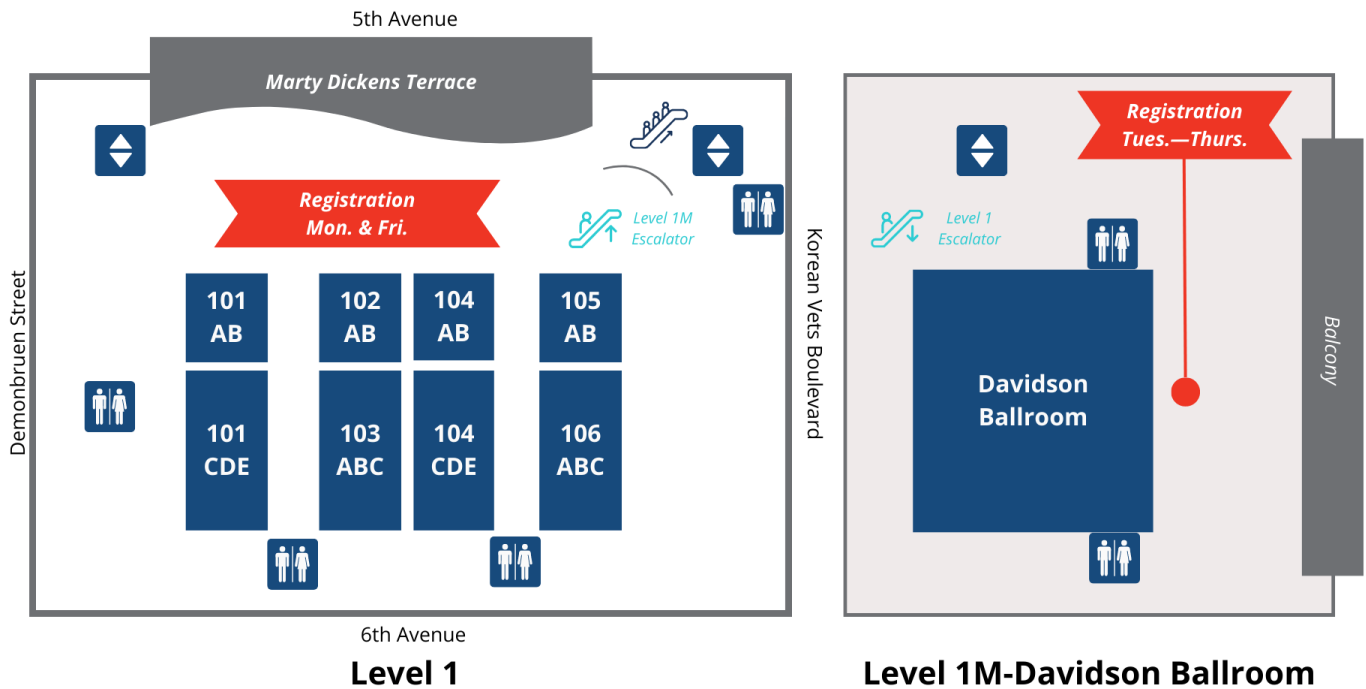 5th Avenue
Marty Dickens Terrace
Registration
Mon. & Fri.
Level 1M
Escalator
Demonbruen Street
Korean Vets Boulevard
101
AB
102
AB
104
AB
105
AB
101
CDE
103
ABC
104
CDE
106
ABC
6th Avenue
Level 1
Registration
Tues.—Thurs.
Level 1
Escalator
Davidson
Ballroom
Balcony
Level 1M-Davidson Ballroom